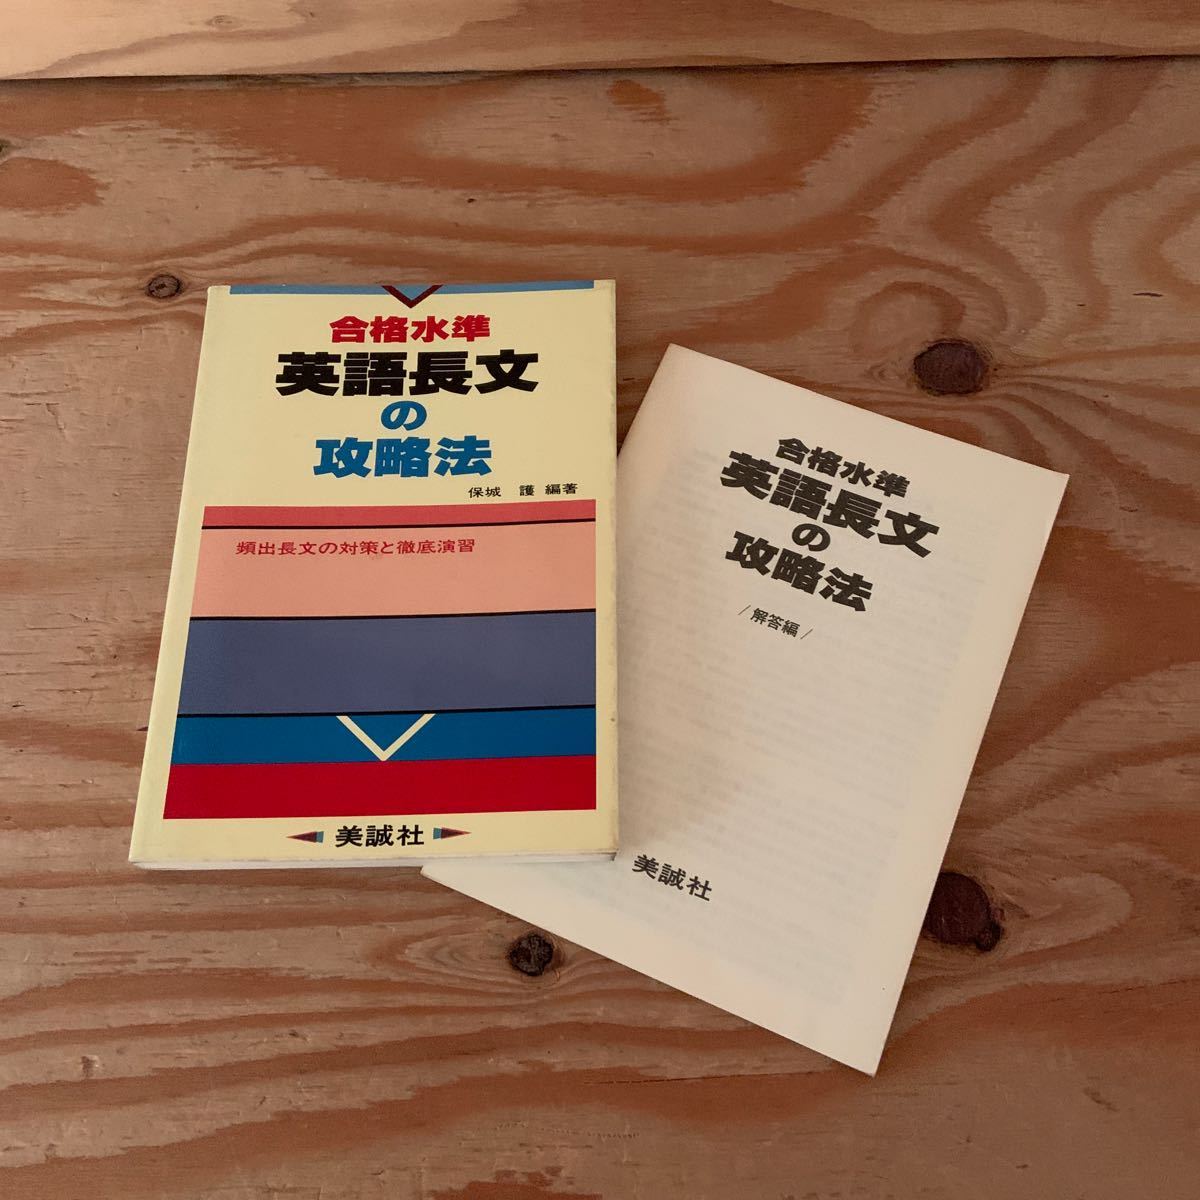 合格水準
英語長文
の
攻略法
保城 護 編著
頻出長文の対策と徹底演習
美誠社
合格水準
英語長文
の
攻略法
/解答編/
美誠社